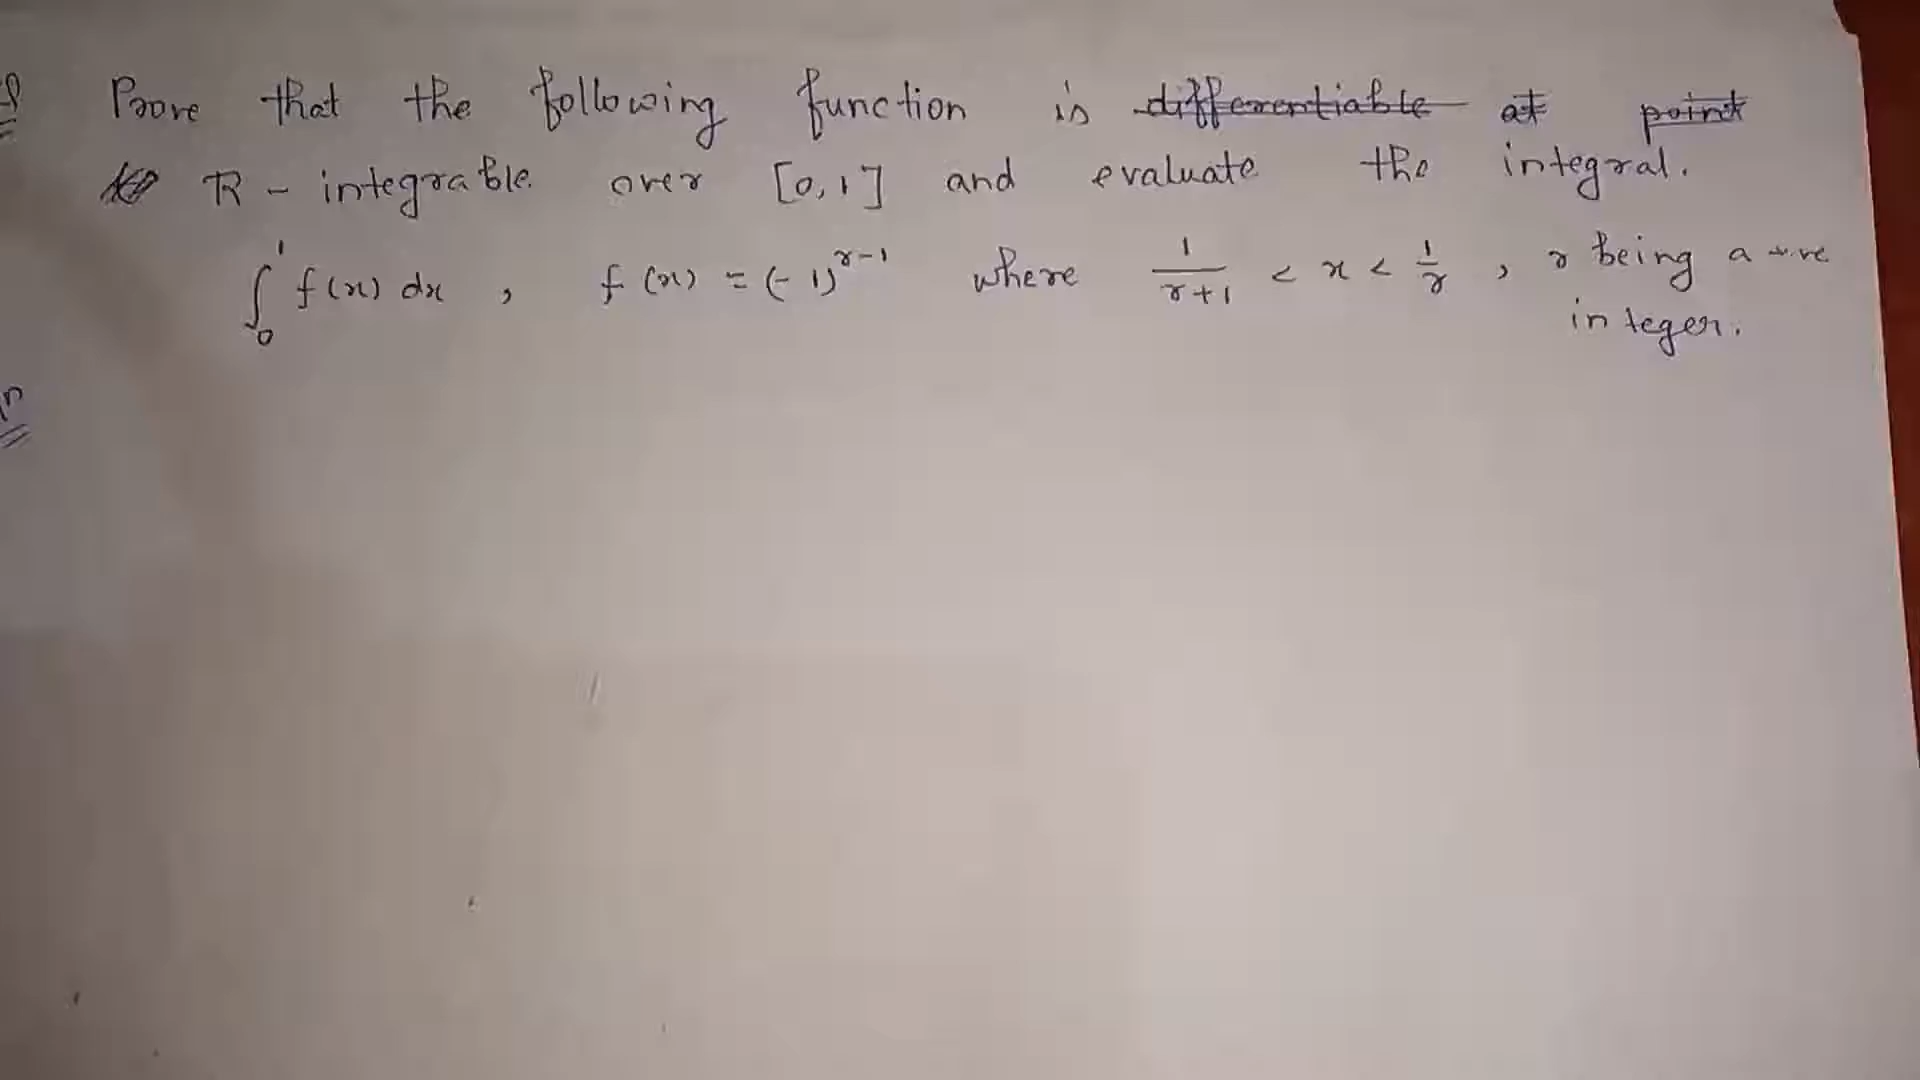 Prove that the following function is differentiable at point
R - integrable over [0,1] and evaluate the integral.
∫₀¹ f(x) dx , f(x) = (-1)^{r-1} where 1/(r+1) < x < 1/r , r being a +ve
integer.